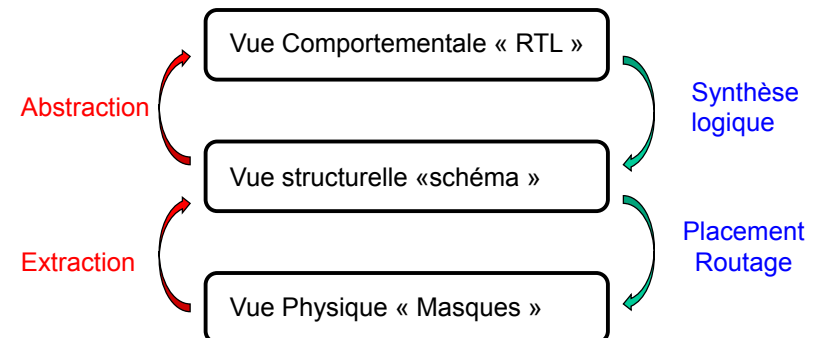 Vue Comportementale « RTL »
Abstraction
Synthèse
logique
Vue structurelle «schéma »
Extraction
Placement
Routage
Vue Physique « Masques »